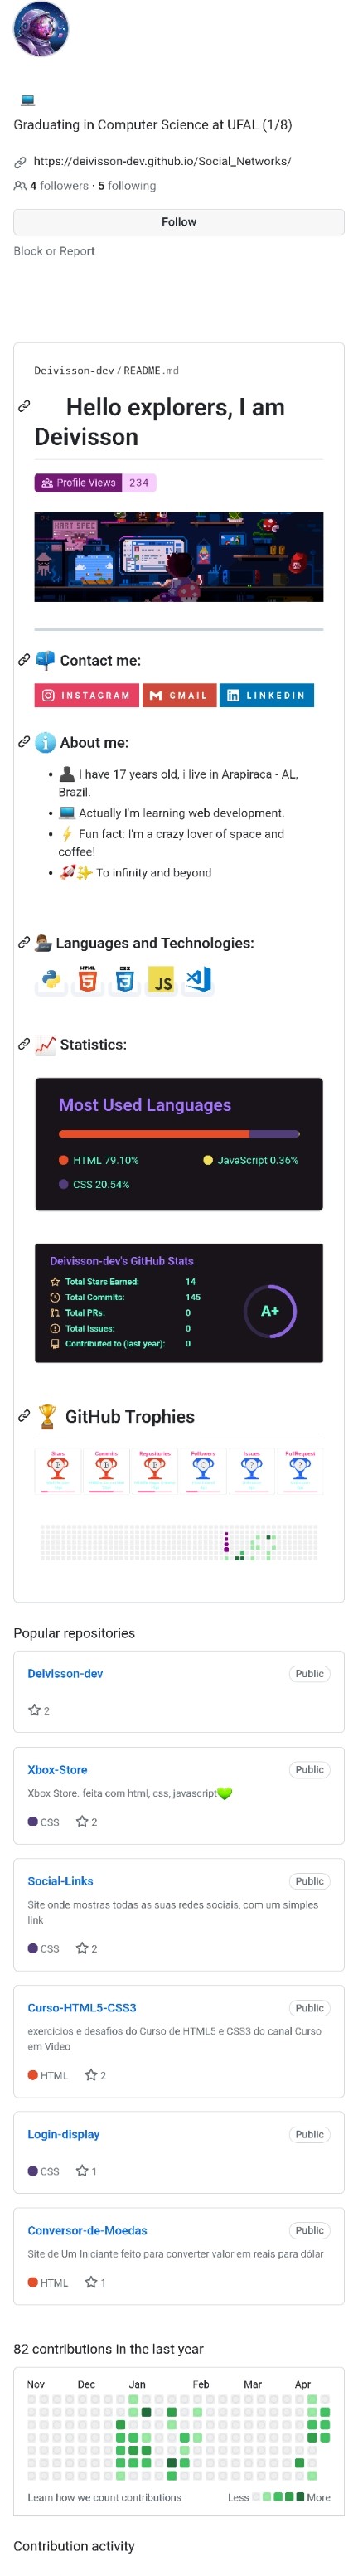 Graduating in Computer Science at UFAL (1/8)
https://deivisson-dev.github.io/Social_Networks/
4 followers · 5 following
Follow
Block or Report
Deivisson-dev / README.md
Hello explorers, I am
Deivisson
Profile Views 234
Contact me:
INSTAGRAM GMAIL LINKEDIN
About me:
I have 17 years old, i live in Arapiraca - AL,
Brazil.
Actually I'm learning web development.
Fun fact: I'm a crazy lover of space and
coffee!
To infinity and beyond
Languages and Technologies:
HTML CSS JS
Statistics:
Most Used Languages
HTML 79.10% JavaScript 0.36%
CSS 20.54%
Deivisson-dev's GitHub Stats
Total Stars Earned: 14
Total Commits: 145
Total PRs: 0
Total Issues: 0
Contributed to (last year): 0
A+
GitHub Trophies
Stars Commits Repositories Followers Issues PullRequest
B B B C ? ?
Popular repositories
Deivisson-dev Public
2
Xbox-Store Public
Xbox Store. feita com html, css, javascript
CSS 2
Social-Links Public
Site onde mostras todas as suas redes sociais, com um simples
link
CSS 2
Curso-HTML5-CSS3 Public
exercicios e desafios do Curso de HTML5 e CSS3 do canal Curso
em Video
HTML 2
Login-display Public
CSS 1
Conversor-de-Moedas Public
Site de Um Iniciante feito para converter valor em reais para dólar
HTML 1
82 contributions in the last year
Nov Dec Jan Feb Mar Apr
Learn how we count contributions Less More
Contribution activity